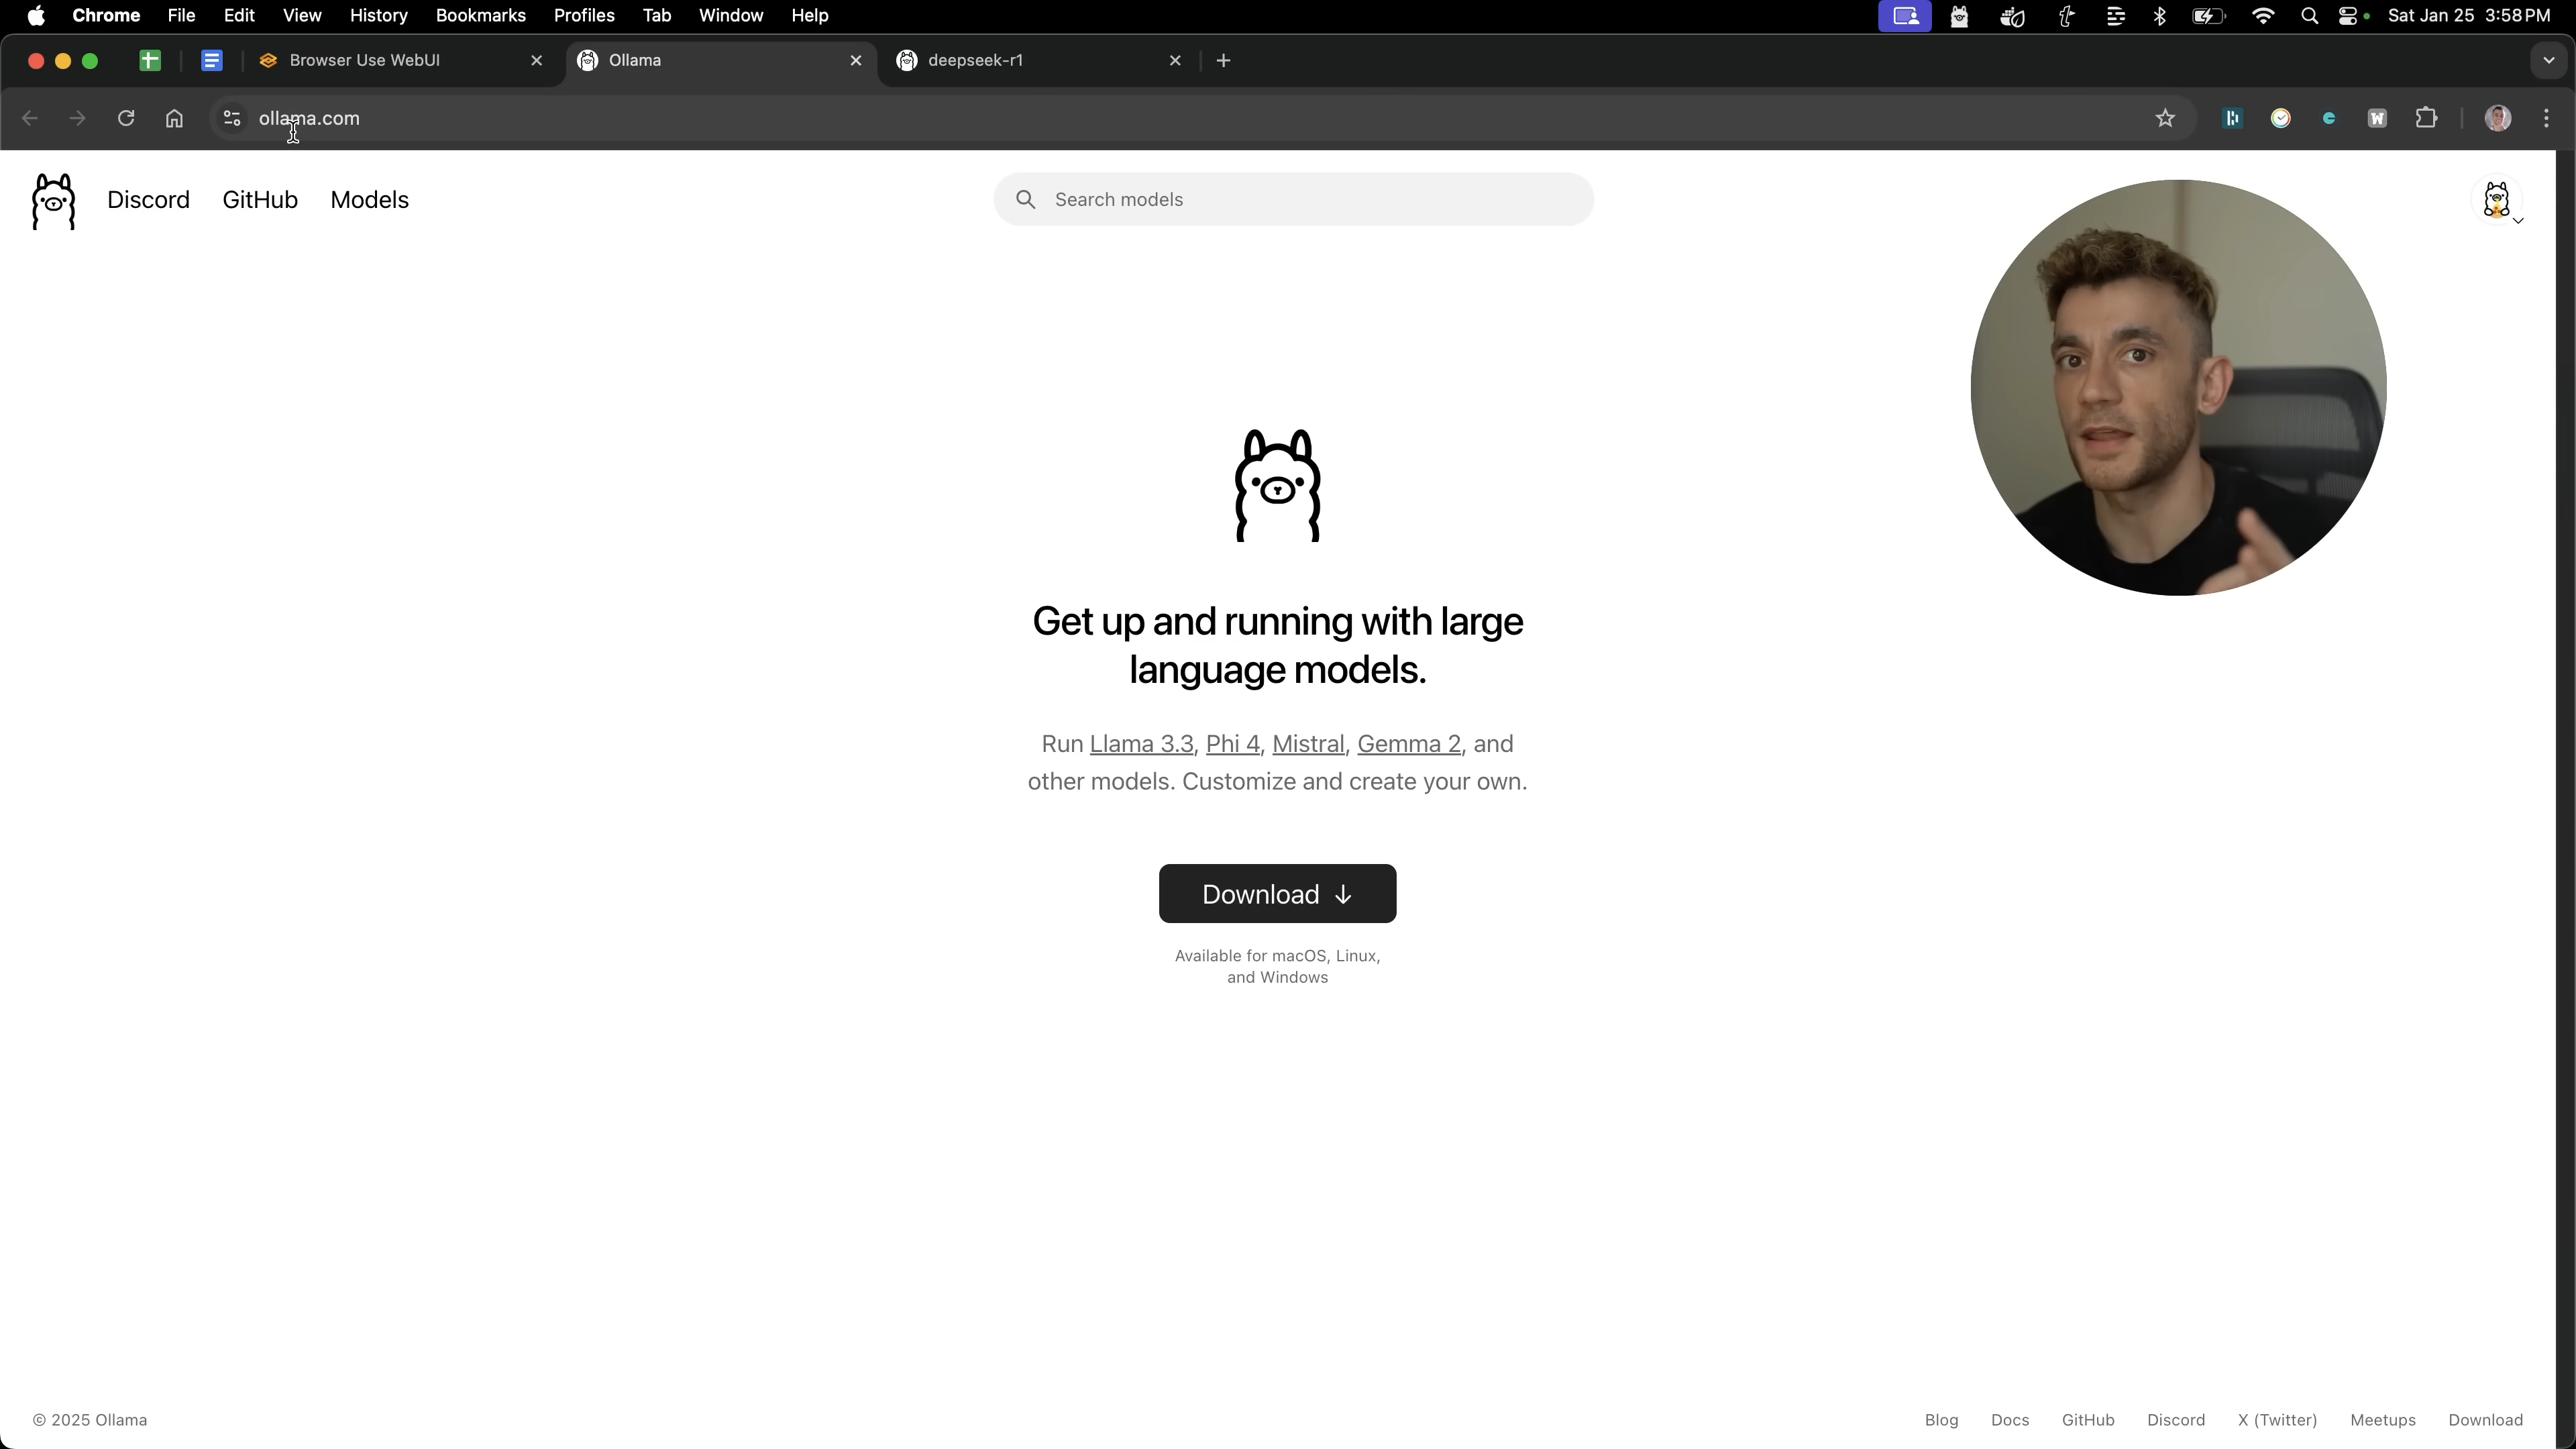 Chrome File Edit View History Bookmarks Profiles Tab Window Help Sat Jan 25 3:58 PM
Browser Use WebUI Ollama deepseek-r1
ollama.com
Discord GitHub Models Search models
Get up and running with large
language models.
Run Llama 3.3, Phi 4, Mistral, Gemma 2, and
other models. Customize and create your own.
Download ↓
Available for macOS, Linux,
and Windows
© 2025 Ollama Blog Docs GitHub Discord X (Twitter) Meetups Download